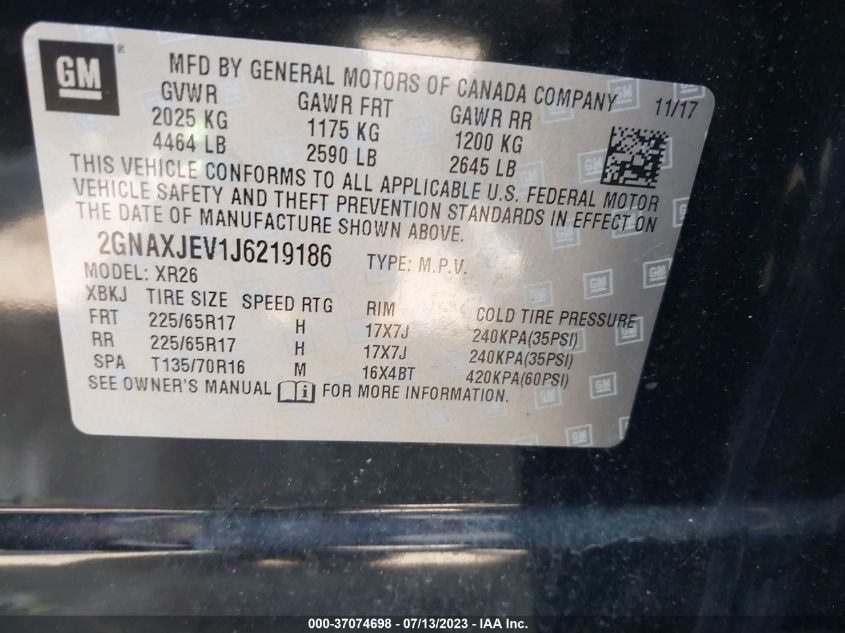 GM ®
MFD BY GENERAL MOTORS OF CANADA COMPANY 11/17
GVWR GAWR FRT GAWR RR
2025 KG 1175 KG 1200 KG
4464 LB 2590 LB 2645 LB
THIS VEHICLE CONFORMS TO ALL APPLICABLE U.S. FEDERAL MOTOR
VEHICLE SAFETY AND THEFT PREVENTION STANDARDS IN EFFECT ON
THE DATE OF MANUFACTURE SHOWN ABOVE.
2GNAXJEV1J6219186 TYPE: M.P.V.
MODEL: XR26
XBKJ TIRE SIZE SPEED RTG RIM COLD TIRE PRESSURE
FRT 225/65R17 H 17X7J 240KPA(35PSI)
RR 225/65R17 H 17X7J 240KPA(35PSI)
SPA T135/70R16 M 16X4BT 420KPA(60PSI)
SEE OWNER'S MANUAL FOR MORE INFORMATION.
000-37074698 - 07/13/2023 - IAA Inc.